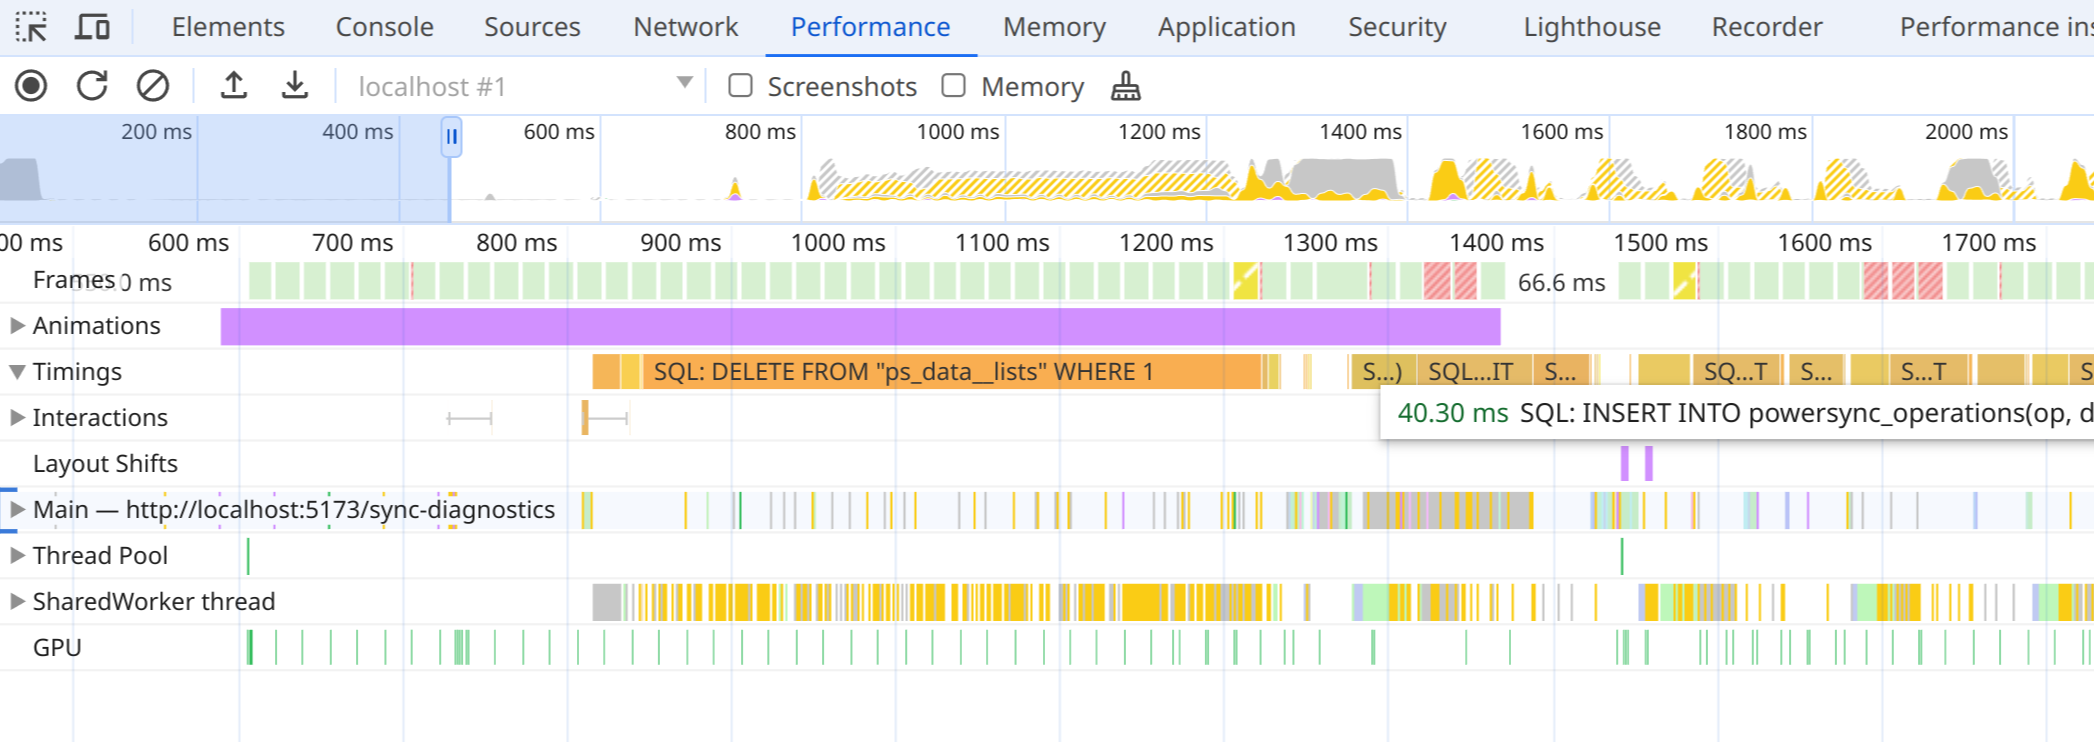 Elements Console Sources Network Performance Memory Application Security Lighthouse Recorder Performance ins
localhost #1 Screenshots Memory
200 ms 400 ms 600 ms 800 ms 1000 ms 1200 ms 1400 ms 1600 ms 1800 ms 2000 ms
00 ms 600 ms 700 ms 800 ms 900 ms 1000 ms 1100 ms 1200 ms 1300 ms 1400 ms 1500 ms 1600 ms 1700 ms
Frames 0 ms 66.6 ms
Animations
Timings SQL: DELETE FROM "ps_data__lists" WHERE 1 S...) SQL...IT S... SQ...T S... S...T S
Interactions 40.30 ms SQL: INSERT INTO powersync_operations(op, d
Layout Shifts
Main — http://localhost:5173/sync-diagnostics
Thread Pool
SharedWorker thread
GPU